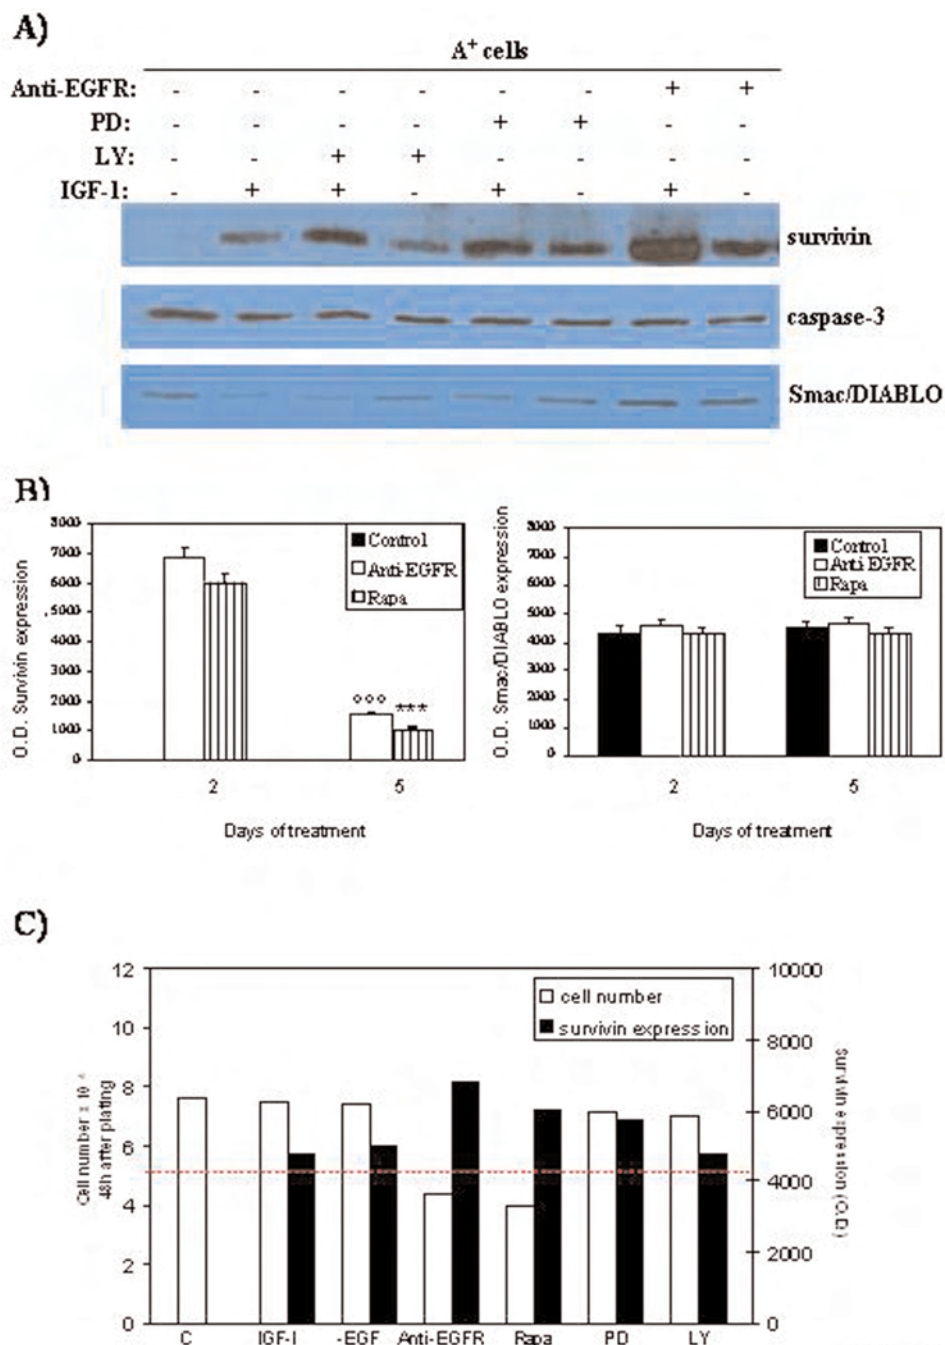 A)
A+ cells
Anti-EGFR: - - - - - - + +
PD: - - - - + + - -
LY: - - + + - - - -
IGF-1: - + + - + - + -
survivin
caspase-3
Smac/DIABLO
B)
O.D. Survivin expression
8000
7000
6000
5000
4000
3000
2000
1000
0
Control
Anti-EGFR
Rapa
°°° ***
2 5
Days of treatment
O.D. Smac/DIABLO expression
8000
7000
6000
5000
4000
3000
2000
1000
0
Control
Anti EGFR
Rapa
2 5
Days of treatment
C)
Cell number x 10
48h after plating
12
10
8
6
4
2
0
cell number
survivin expression
10000
8000
6000
4000
2000
0
survivin espression (O.D)
C IGF-I -EGF Anti-EGFR Rapa PD LY